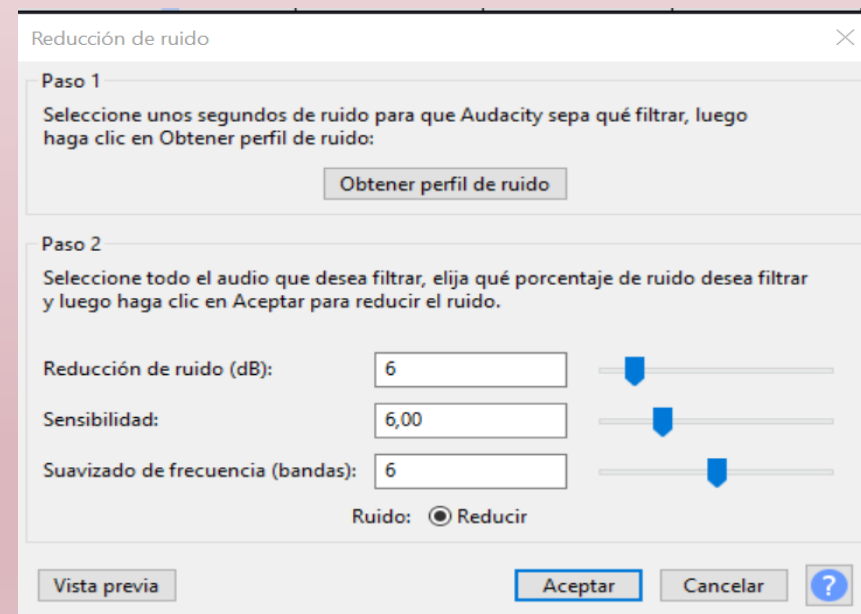 Reducción de ruido
Paso 1
Seleccione unos segundos de ruido para que Audacity sepa qué filtrar, luego
haga clic en Obtener perfil de ruido:
Obtener perfil de ruido
Paso 2
Seleccione todo el audio que desea filtrar, elija qué porcentaje de ruido desea filtrar
y luego haga clic en Aceptar para reducir el ruido.
Reducción de ruido (dB): 6
Sensibilidad: 6,00
Suavizado de frecuencia (bandas): 6
Ruido: Reducir
Vista previa Aceptar Cancelar ?